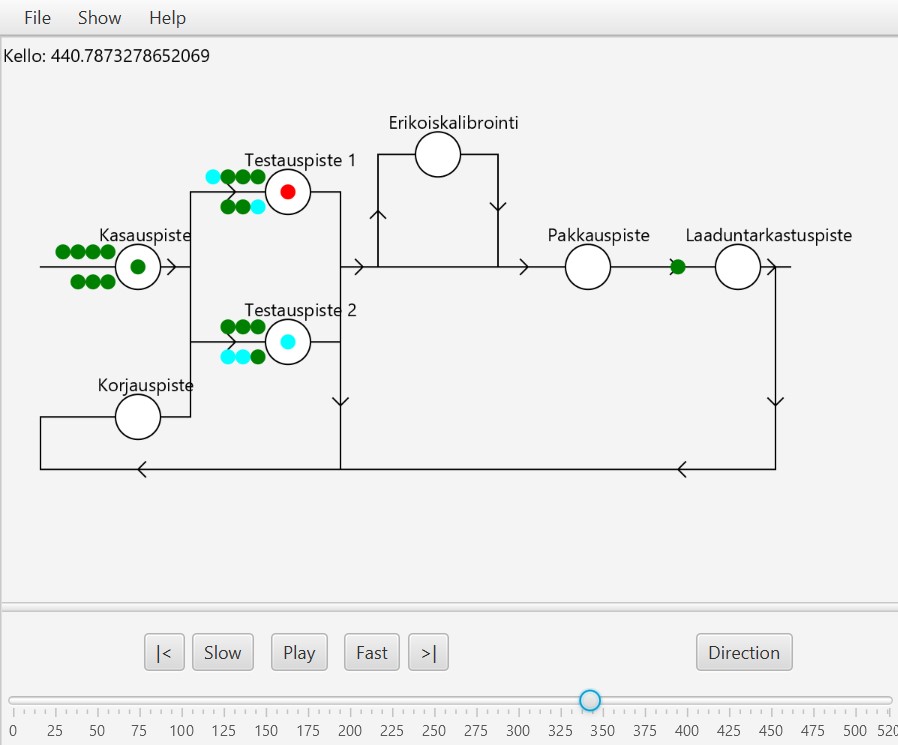 File Show Help
Kello: 440.7873278652069
Erikoiskalibrointi
Testauspiste 1
Kasauspiste
Pakkauspiste
Laaduntarkastuspiste
Testauspiste 2
Korjauspiste
|< Slow Play Fast >| Direction
0 25 50 75 100 125 150 175 200 225 250 275 300 325 350 375 400 425 450 475 500 520